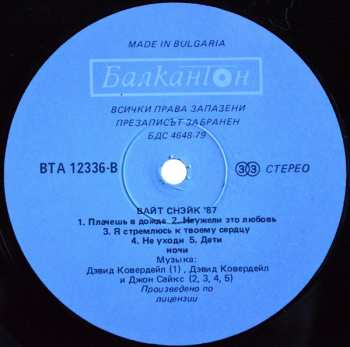 MADE IN BULGARIA
Балкантон
ВСИЧКИ ПРАВА ЗАПАЗЕНИ
ПРЕЗАПИСЪТ ЗАБРАНЕН
БДС 4648-79
ВТА 12336-В
33 СТЕРЕО
ВАЙТ СНЭЙК '87
1. Плачешь в дожде 2. Неужели это любовь
3. Я стремлюсь к твоему сердцу
4. Не уходи 5. Дети
ночи
Музыка:
Дэвид Ковердейл (1), Дэвид Ковердейл
и Джон Сайкс (2, 3, 4, 5)
Произведено по
лицензии